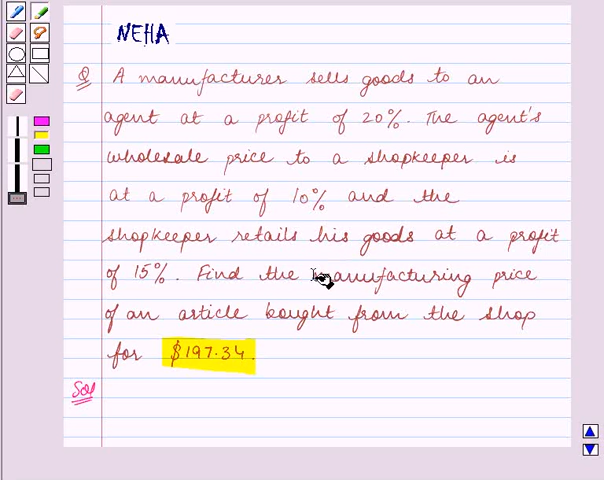 NEHA
Q A manufacturer sells goods to an
agent at a profit of 20%. The agent's
wholesale price to a shopkeeper is
at a profit of 10% and the
shopkeeper retails his goods at a profit
of 15%. Find the manufacturing price
of an article bought from the shop
for $197.34.
Sol